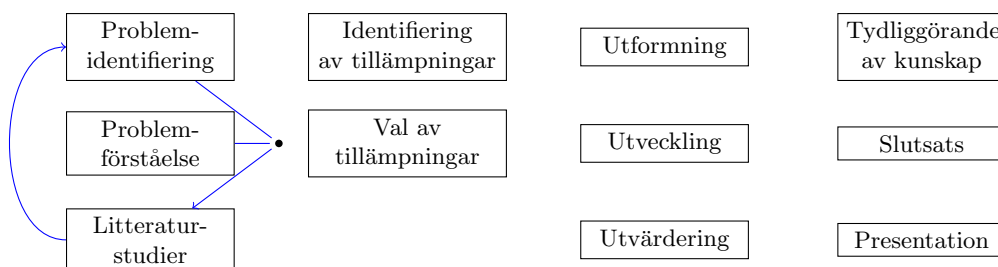 Problem-
identifiering
Identifiering
av tillämpningar
Utformning
Tydliggörande
av kunskap
Problem-
förståelse
Val av
tillämpningar
Utveckling
Slutsats
Litteratur-
studier
Utvärdering
Presentation